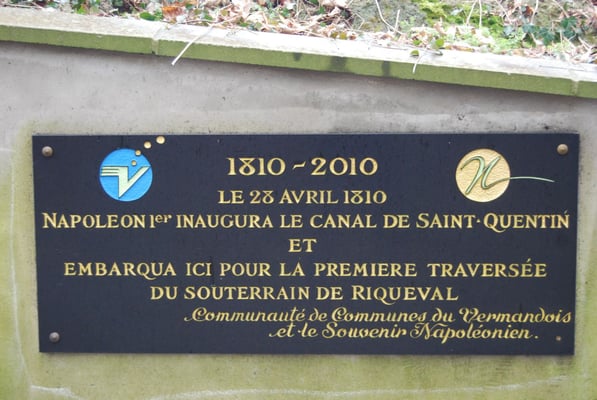 1810 ~ 2010
LE 28 AVRIL 1810
NAPOLEON 1er INAUGURA LE CANAL DE SAINT-QUENTIN
ET
EMBARQUA ICI POUR LA PREMIERE TRAVERSÉE
DU SOUTERRAIN DE RIQUEVAL
Communauté de Communes du Vermandois
et le Souvenir Napoléonien.